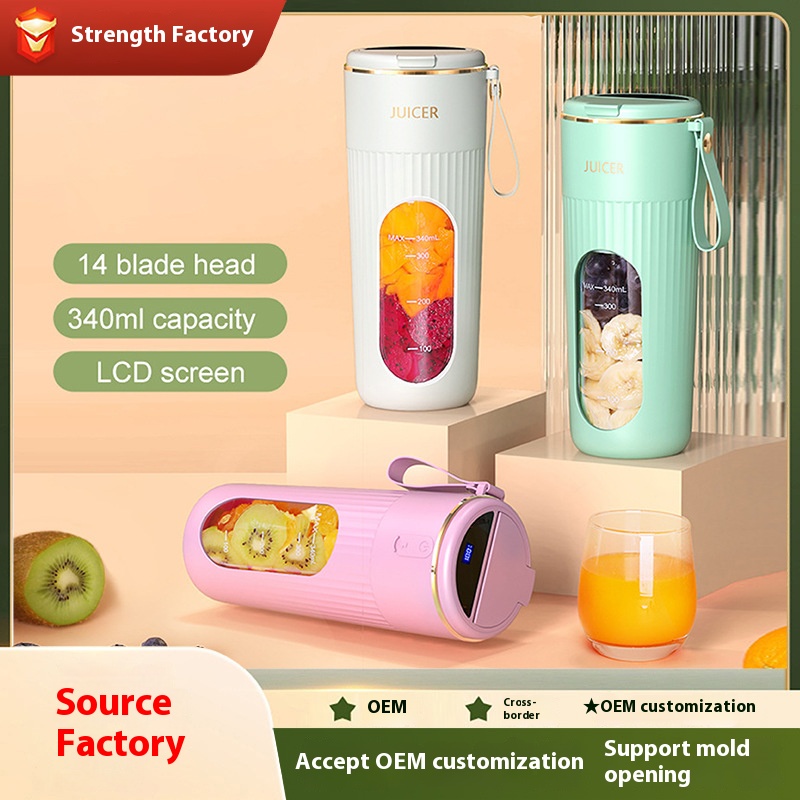 Strength Factory
JUICER
JUICER
14 blade head
340ml capacity
LCD screen
MAX 340mL
300
200
100
MAX 340mL
300
Source
Factory
OEM
Cross-
border
★OEM customization
Accept OEM customization
Support mold
opening